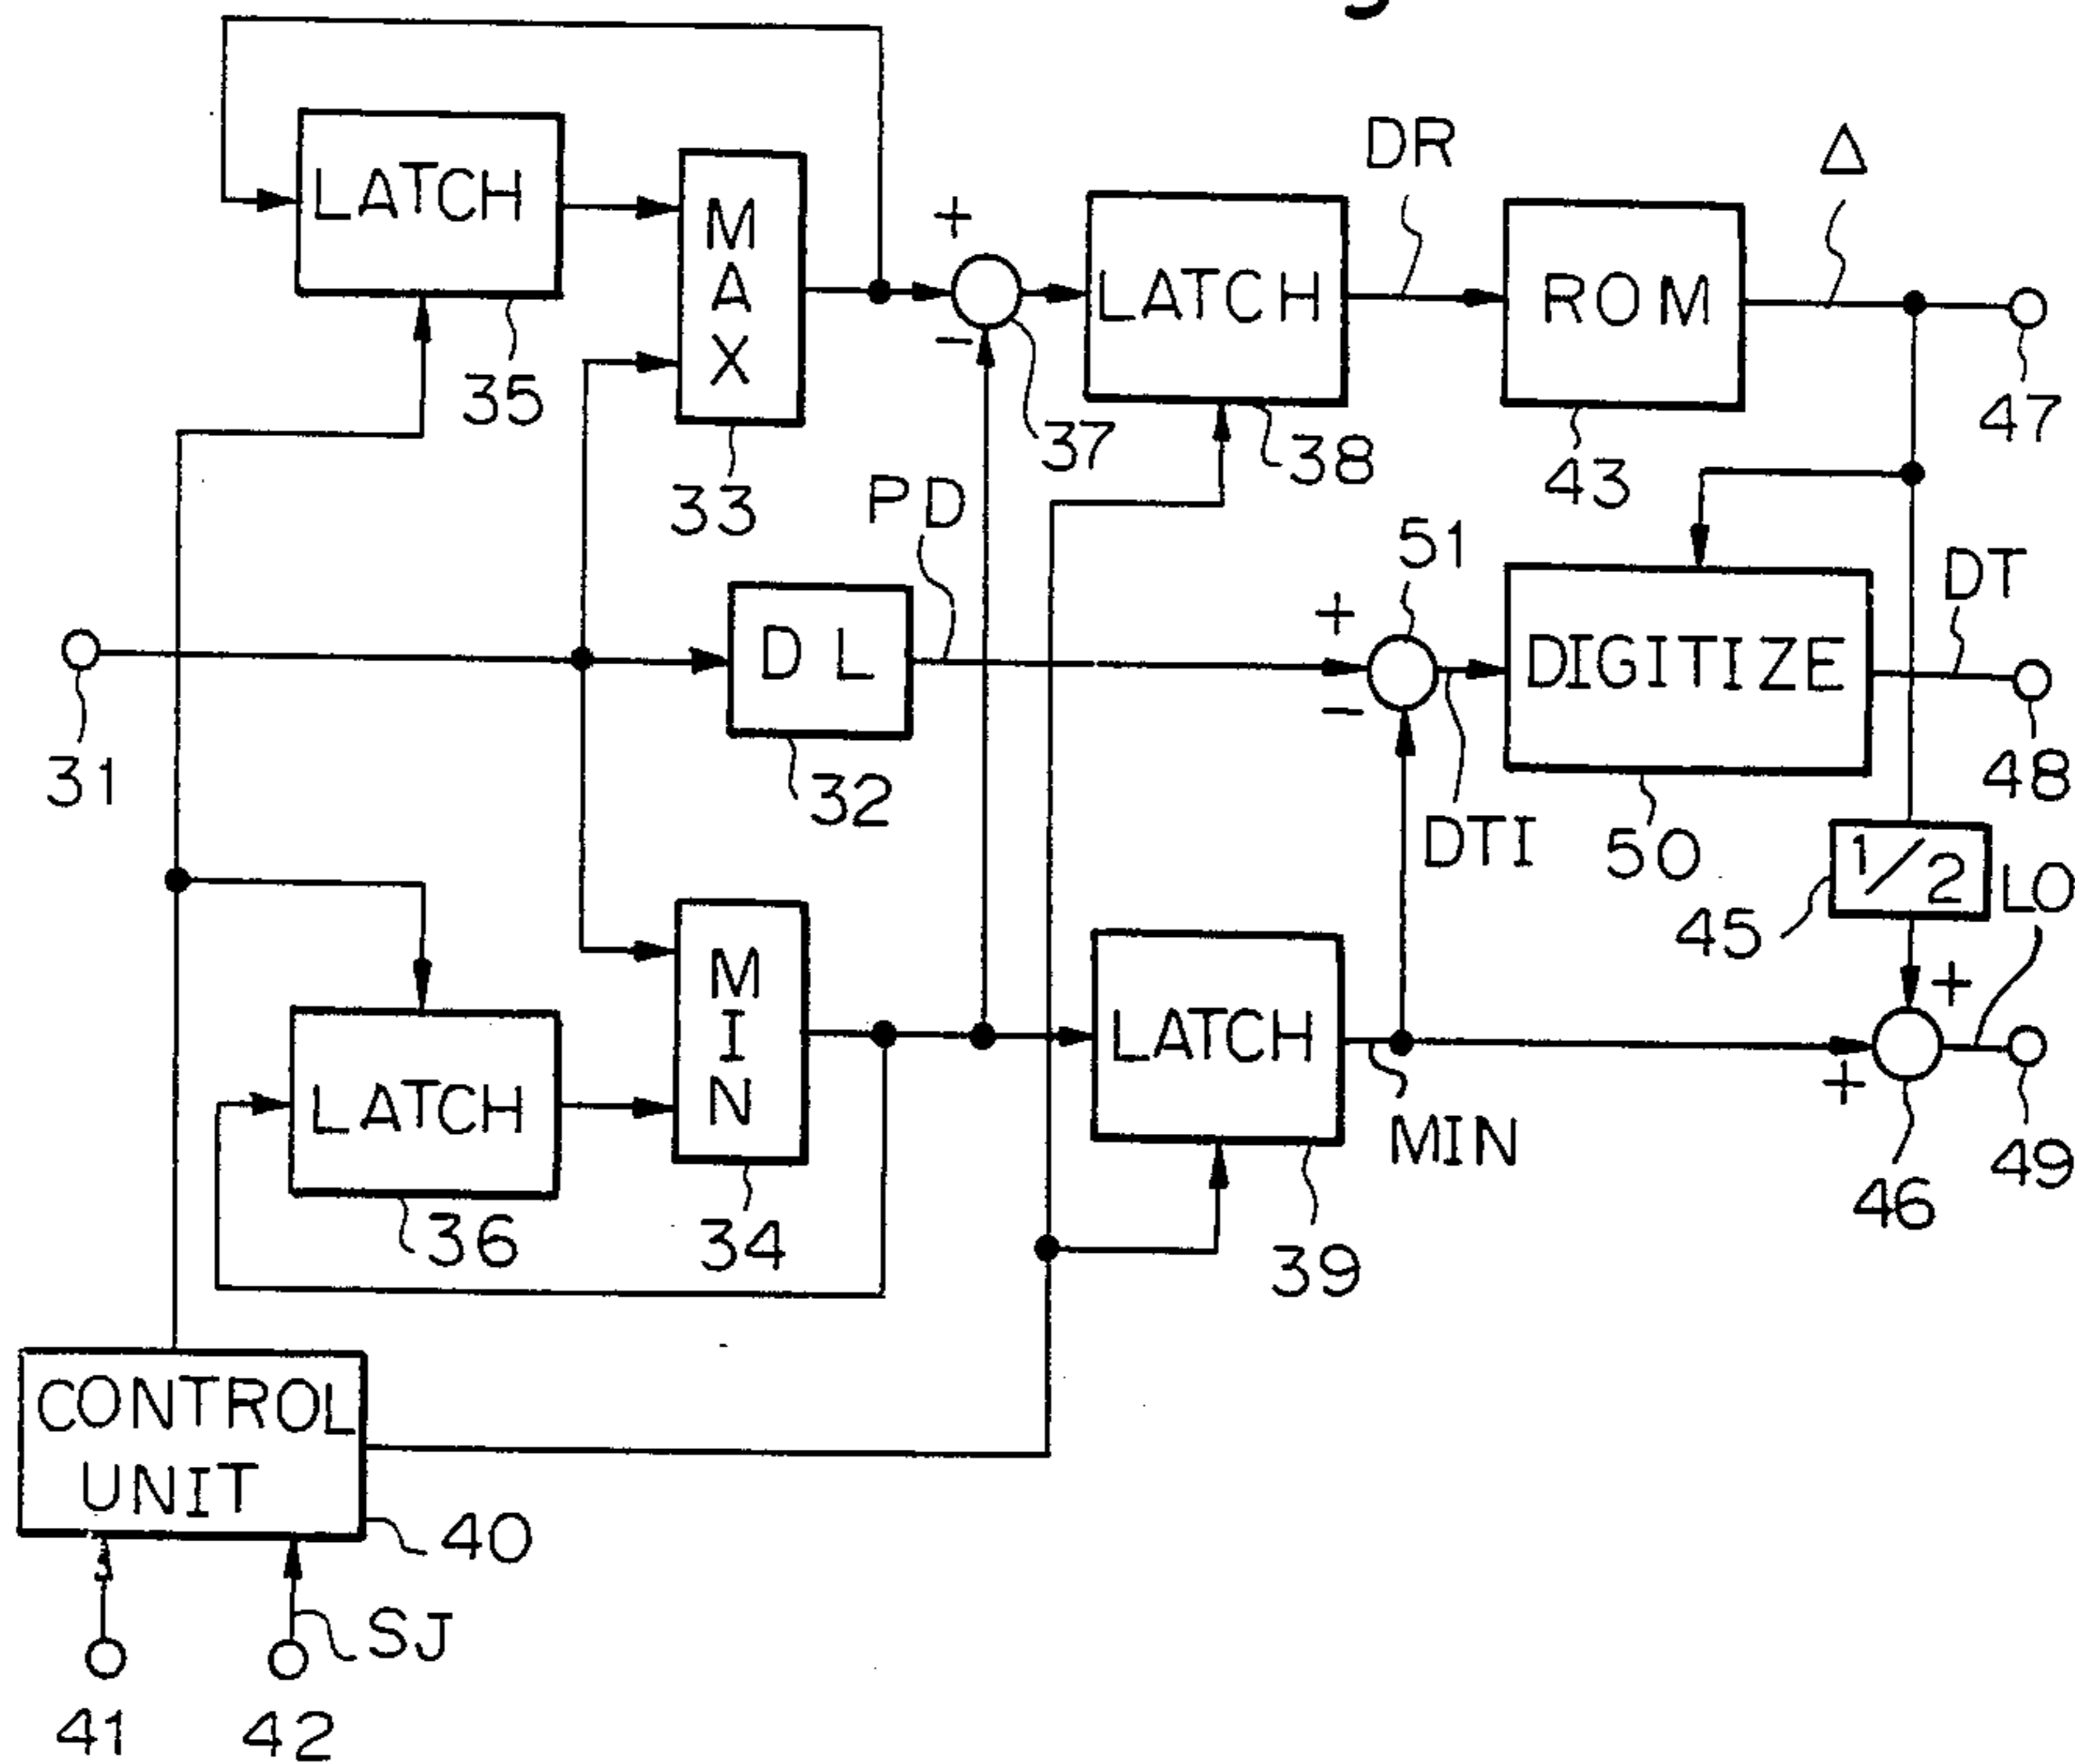 LATCH
35
MAX
33
+
-
37
LATCH
38
DR
ROM
43
Δ
47
31
DL
32
PD
+
-
51
DTI
DIGITIZE
50
DT
48
1/2
45
LATCH
36
MIN
34
LATCH
39
MIN
+
+
46
LO
49
CONTROL
UNIT
40
SJ
41
42